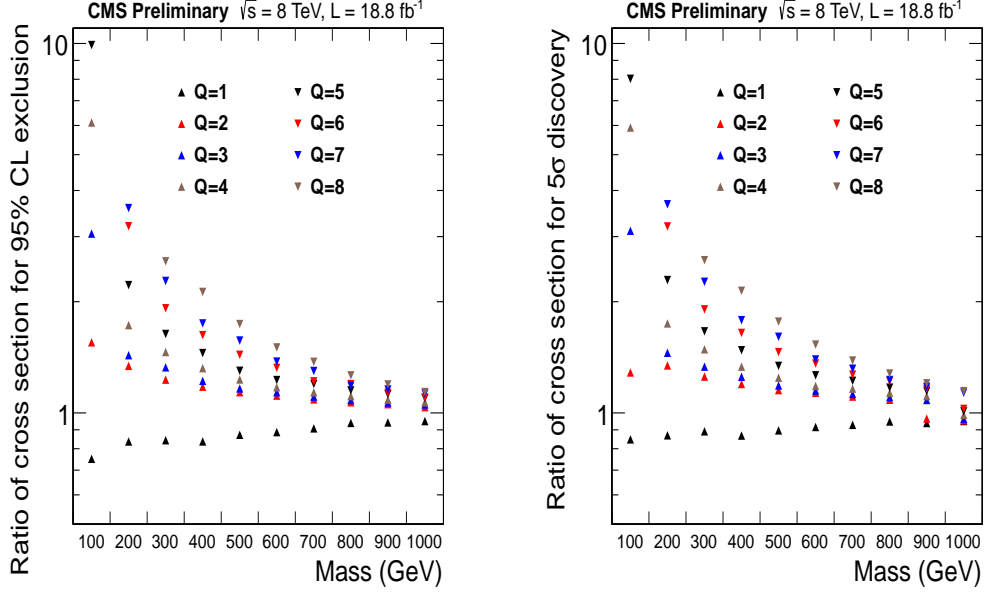 CMS Preliminary √s = 8 TeV, L = 18.8 fb⁻¹
Ratio of cross section for 95% CL exclusion
10
1
Q=1 Q=5
Q=2 Q=6
Q=3 Q=7
Q=4 Q=8
100 200 300 400 500 600 700 800 900 1000
Mass (GeV)
CMS Preliminary √s = 8 TeV, L = 18.8 fb⁻¹
Ratio of cross section for 5σ discovery
10
1
Q=1 Q=5
Q=2 Q=6
Q=3 Q=7
Q=4 Q=8
100 200 300 400 500 600 700 800 900 1000
Mass (GeV)